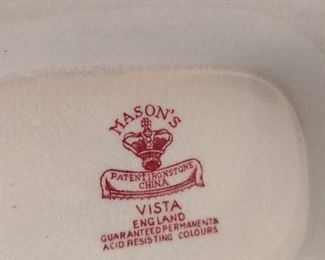 MASON'S
PATENT IRONSTONE
CHINA
VISTA
ENGLAND
GUARANTEED PERMANENT &
ACID RESISTING COLOURS